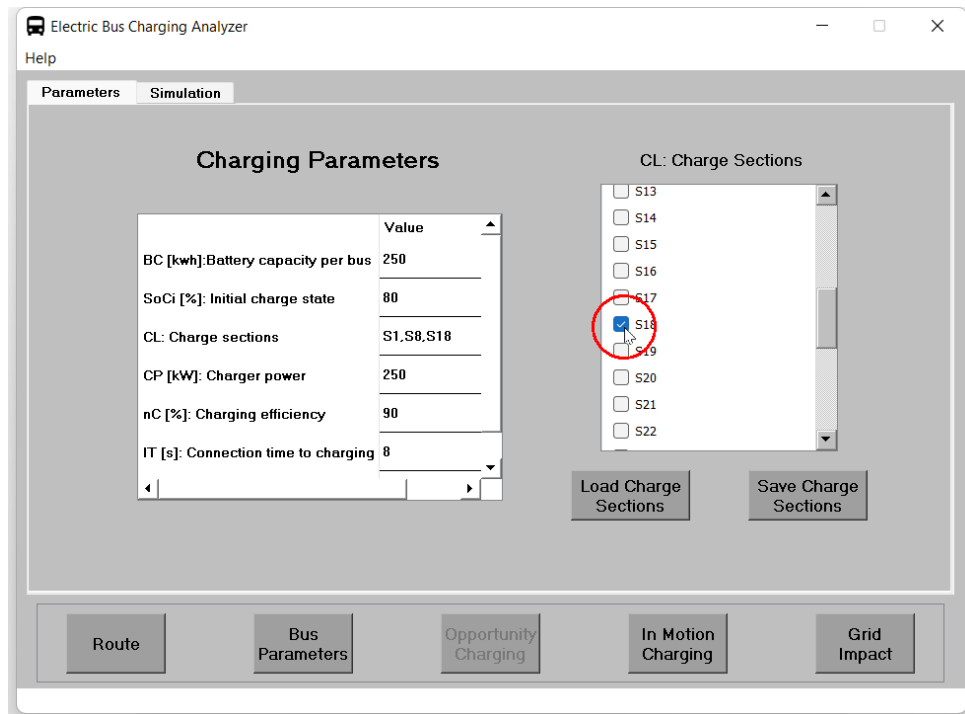 Electric Bus Charging Analyzer
Help
Parameters
Simulation
Charging Parameters
Value
BC [kwh]:Battery capacity per bus 250
SoCi [%]: Initial charge state 80
CL: Charge sections S1,S8,S18
CP [kW]: Charger power 250
nC [%]: Charging efficiency 90
IT [s]: Connection time to charging 8
CL: Charge Sections
S13
S14
S15
S16
S17
S18
S19
S20
S21
S22
Load Charge
Sections
Save Charge
Sections
Route
Bus
Parameters
Opportunity
Charging
In Motion
Charging
Grid
Impact